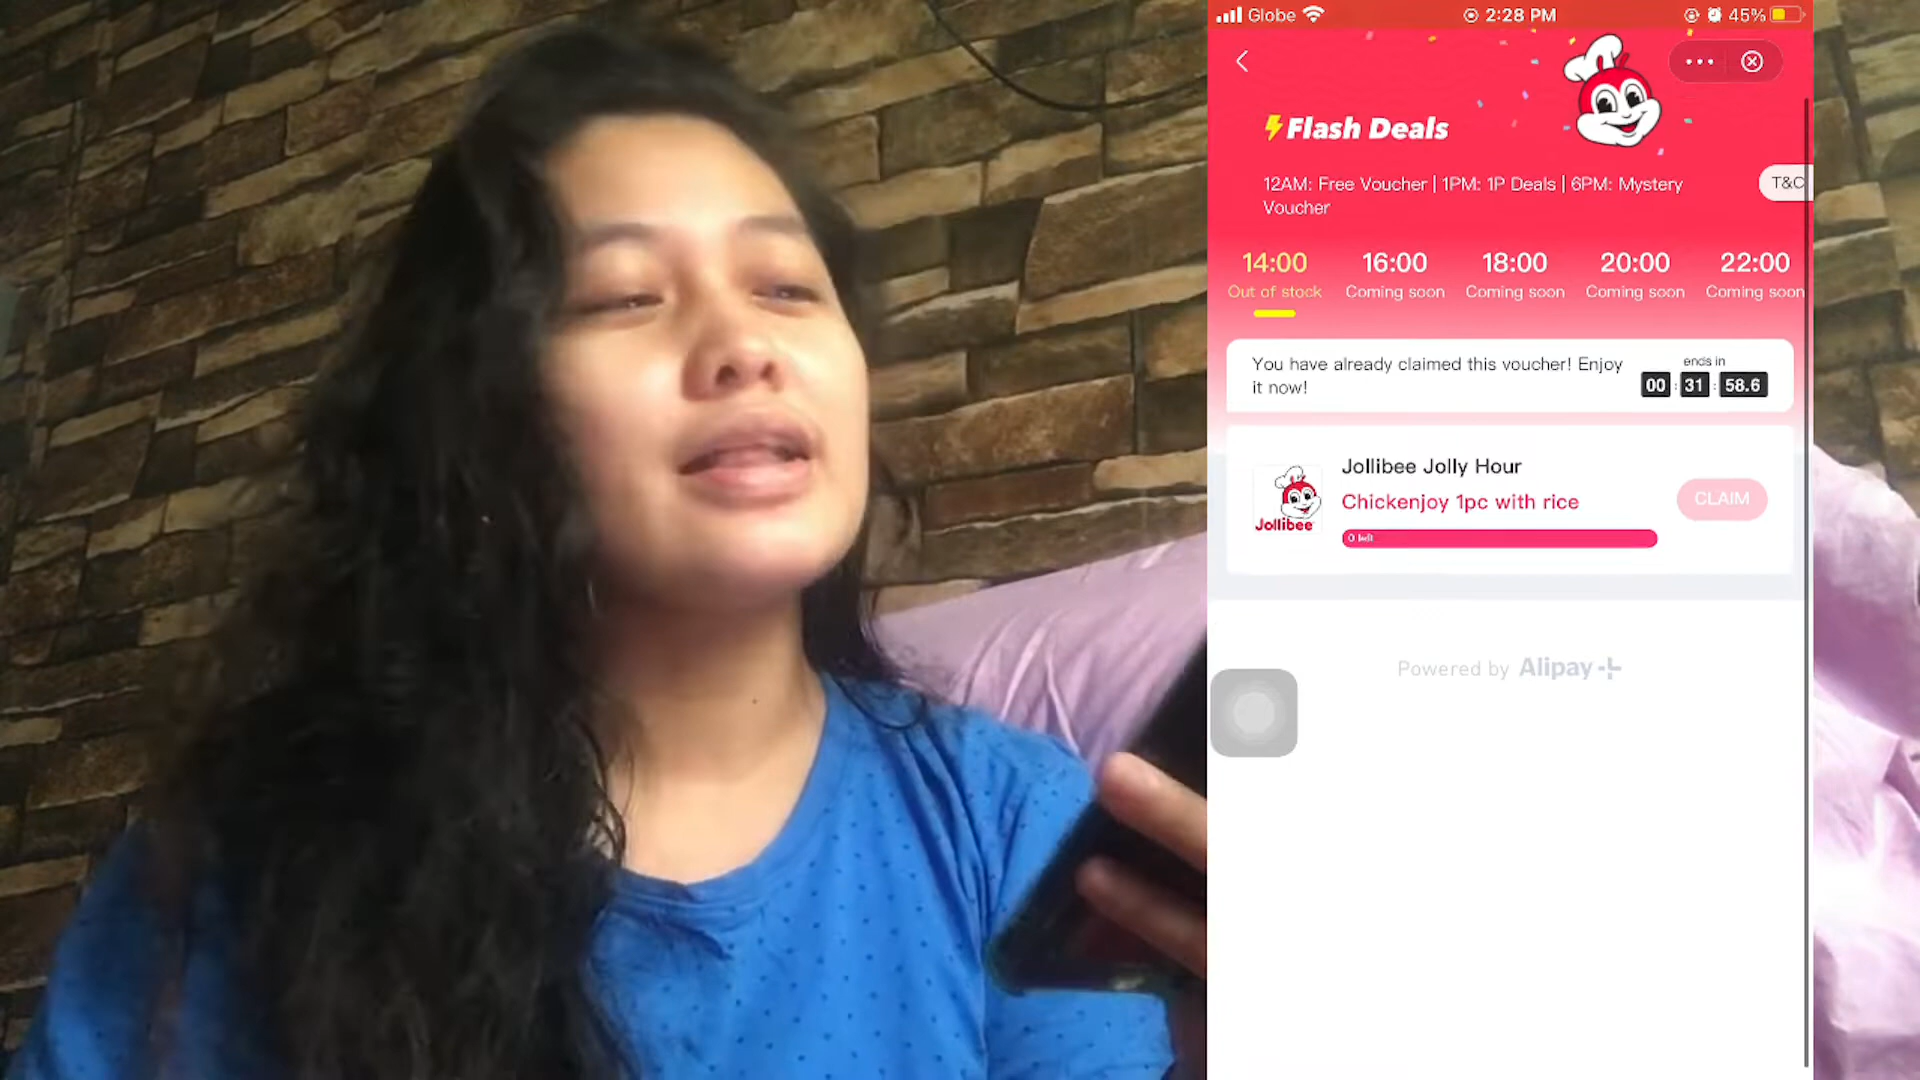 Globe
2:28 PM
45%
Flash Deals
12AM: Free Voucher | 1PM: 1P Deals | 6PM: Mystery
Voucher
T&C
14:00 16:00 18:00 20:00 22:00
Out of stock Coming soon Coming soon Coming soon Coming soon
You have already claimed this voucher! Enjoy
it now!
ends in
00 : 31 : 58.6
Jollibee Jolly Hour
Chickenjoy 1pc with rice
CLAIM
0 left
Jollibee
Powered by Alipay+